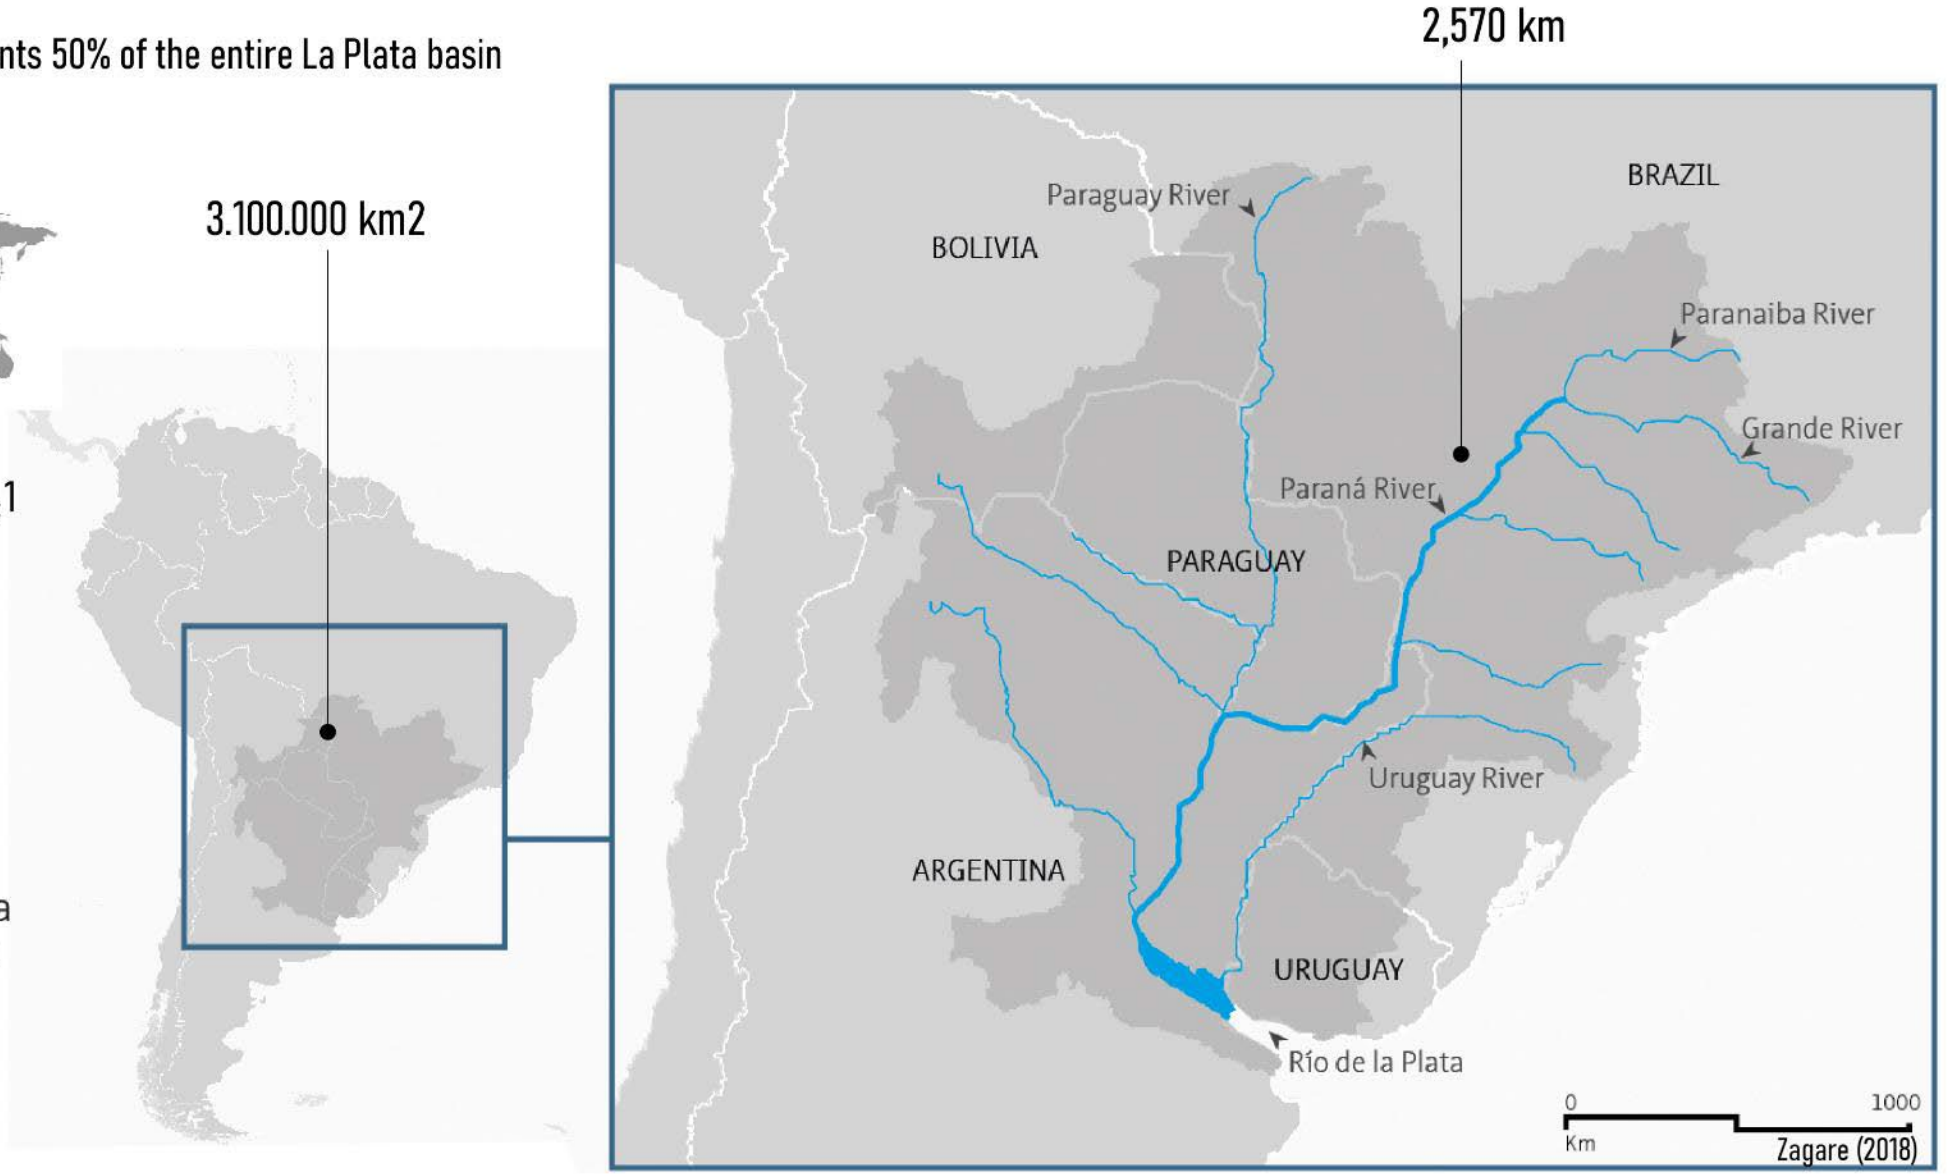 2,570 km
nts 50% of the entire La Plata basin
3.100.000 km2
BRAZIL
Paraguay River
BOLIVIA
Paranaiba River
Grande River
Paraná River
1
PARAGUAY
Uruguay River
ARGENTINA
a
URUGUAY
Río de la Plata
0 1000
Km
Zagare (2018)